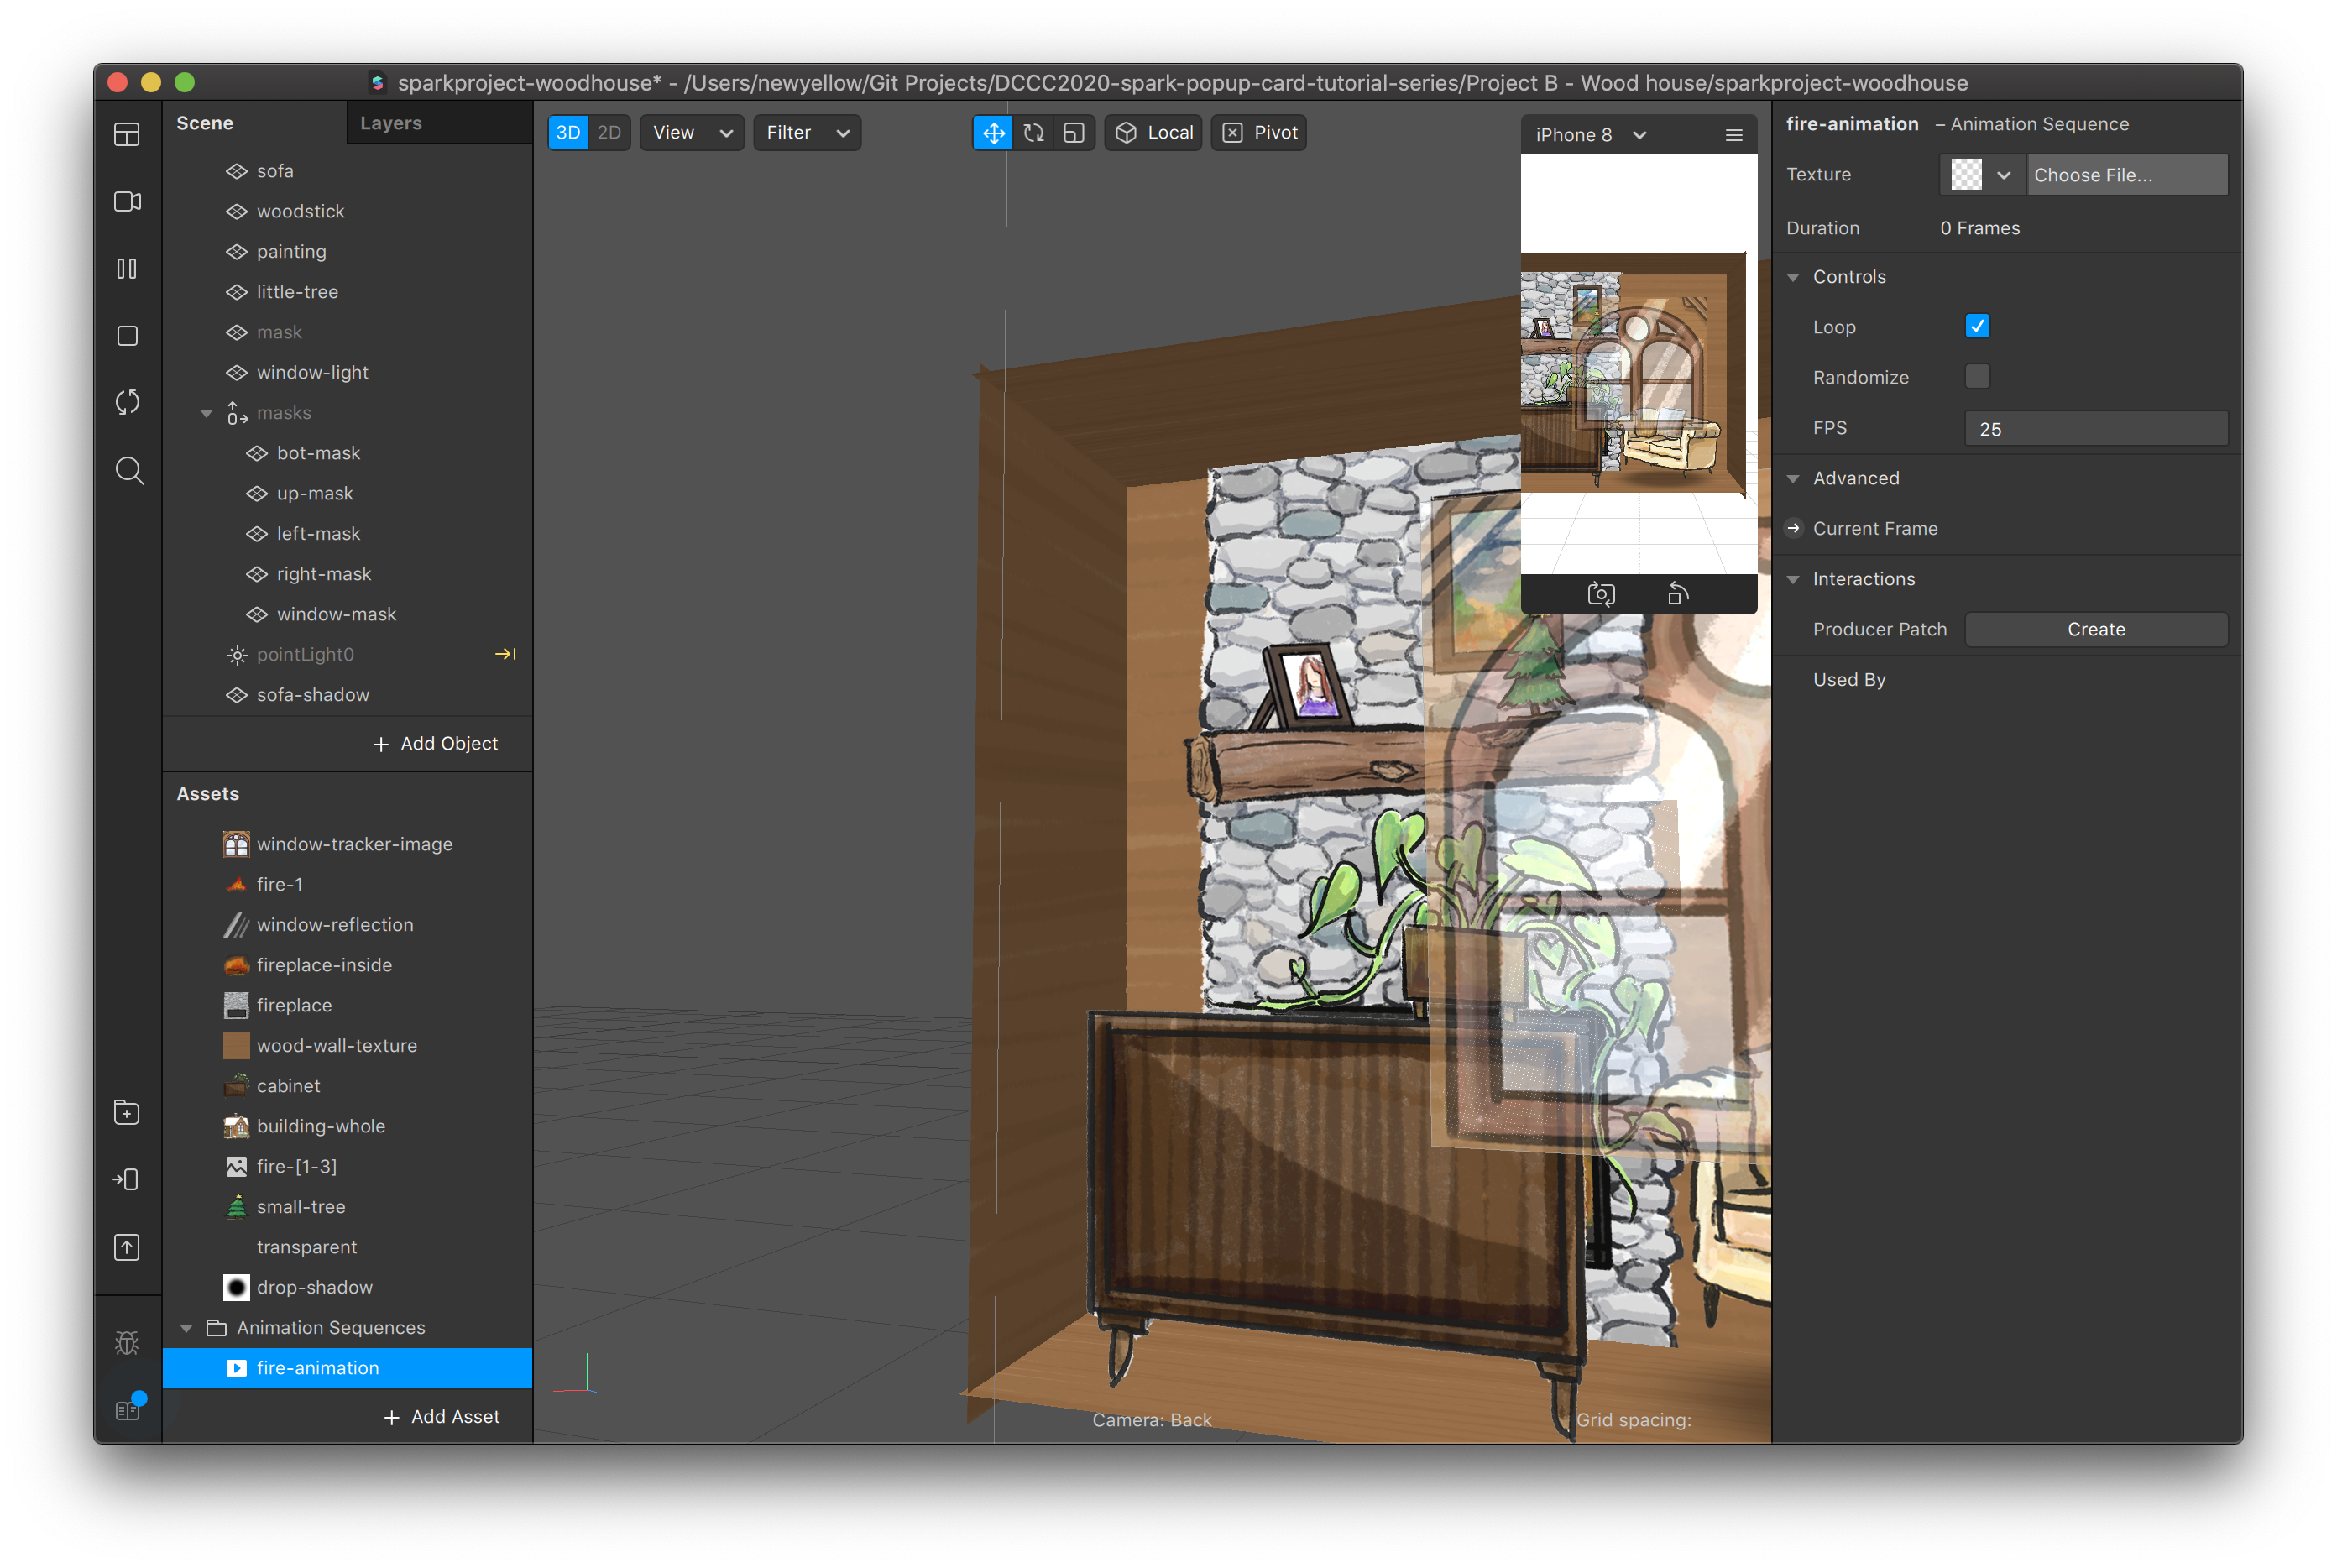 sparkproject-woodhouse* - /Users/newyellow/Git Projects/DCCC2020-spark-popup-card-tutorial-series/Project B - Wood house/sparkproject-woodhouse
Scene
Layers
sofa
woodstick
painting
little-tree
mask
window-light
masks
bot-mask
up-mask
left-mask
right-mask
window-mask
pointLight0
sofa-shadow
+ Add Object
Assets
window-tracker-image
fire-1
window-reflection
fireplace-inside
fireplace
wood-wall-texture
cabinet
building-whole
fire-[1-3]
small-tree
transparent
drop-shadow
Animation Sequences
fire-animation
+ Add Asset
3D 2D View Filter
Local Pivot
iPhone 8
Camera: Back
Grid spacing:
fire-animation – Animation Sequence
Texture Choose File...
Duration 0 Frames
Controls
Loop
Randomize
FPS 25
Advanced
Current Frame
Interactions
Producer Patch Create
Used By